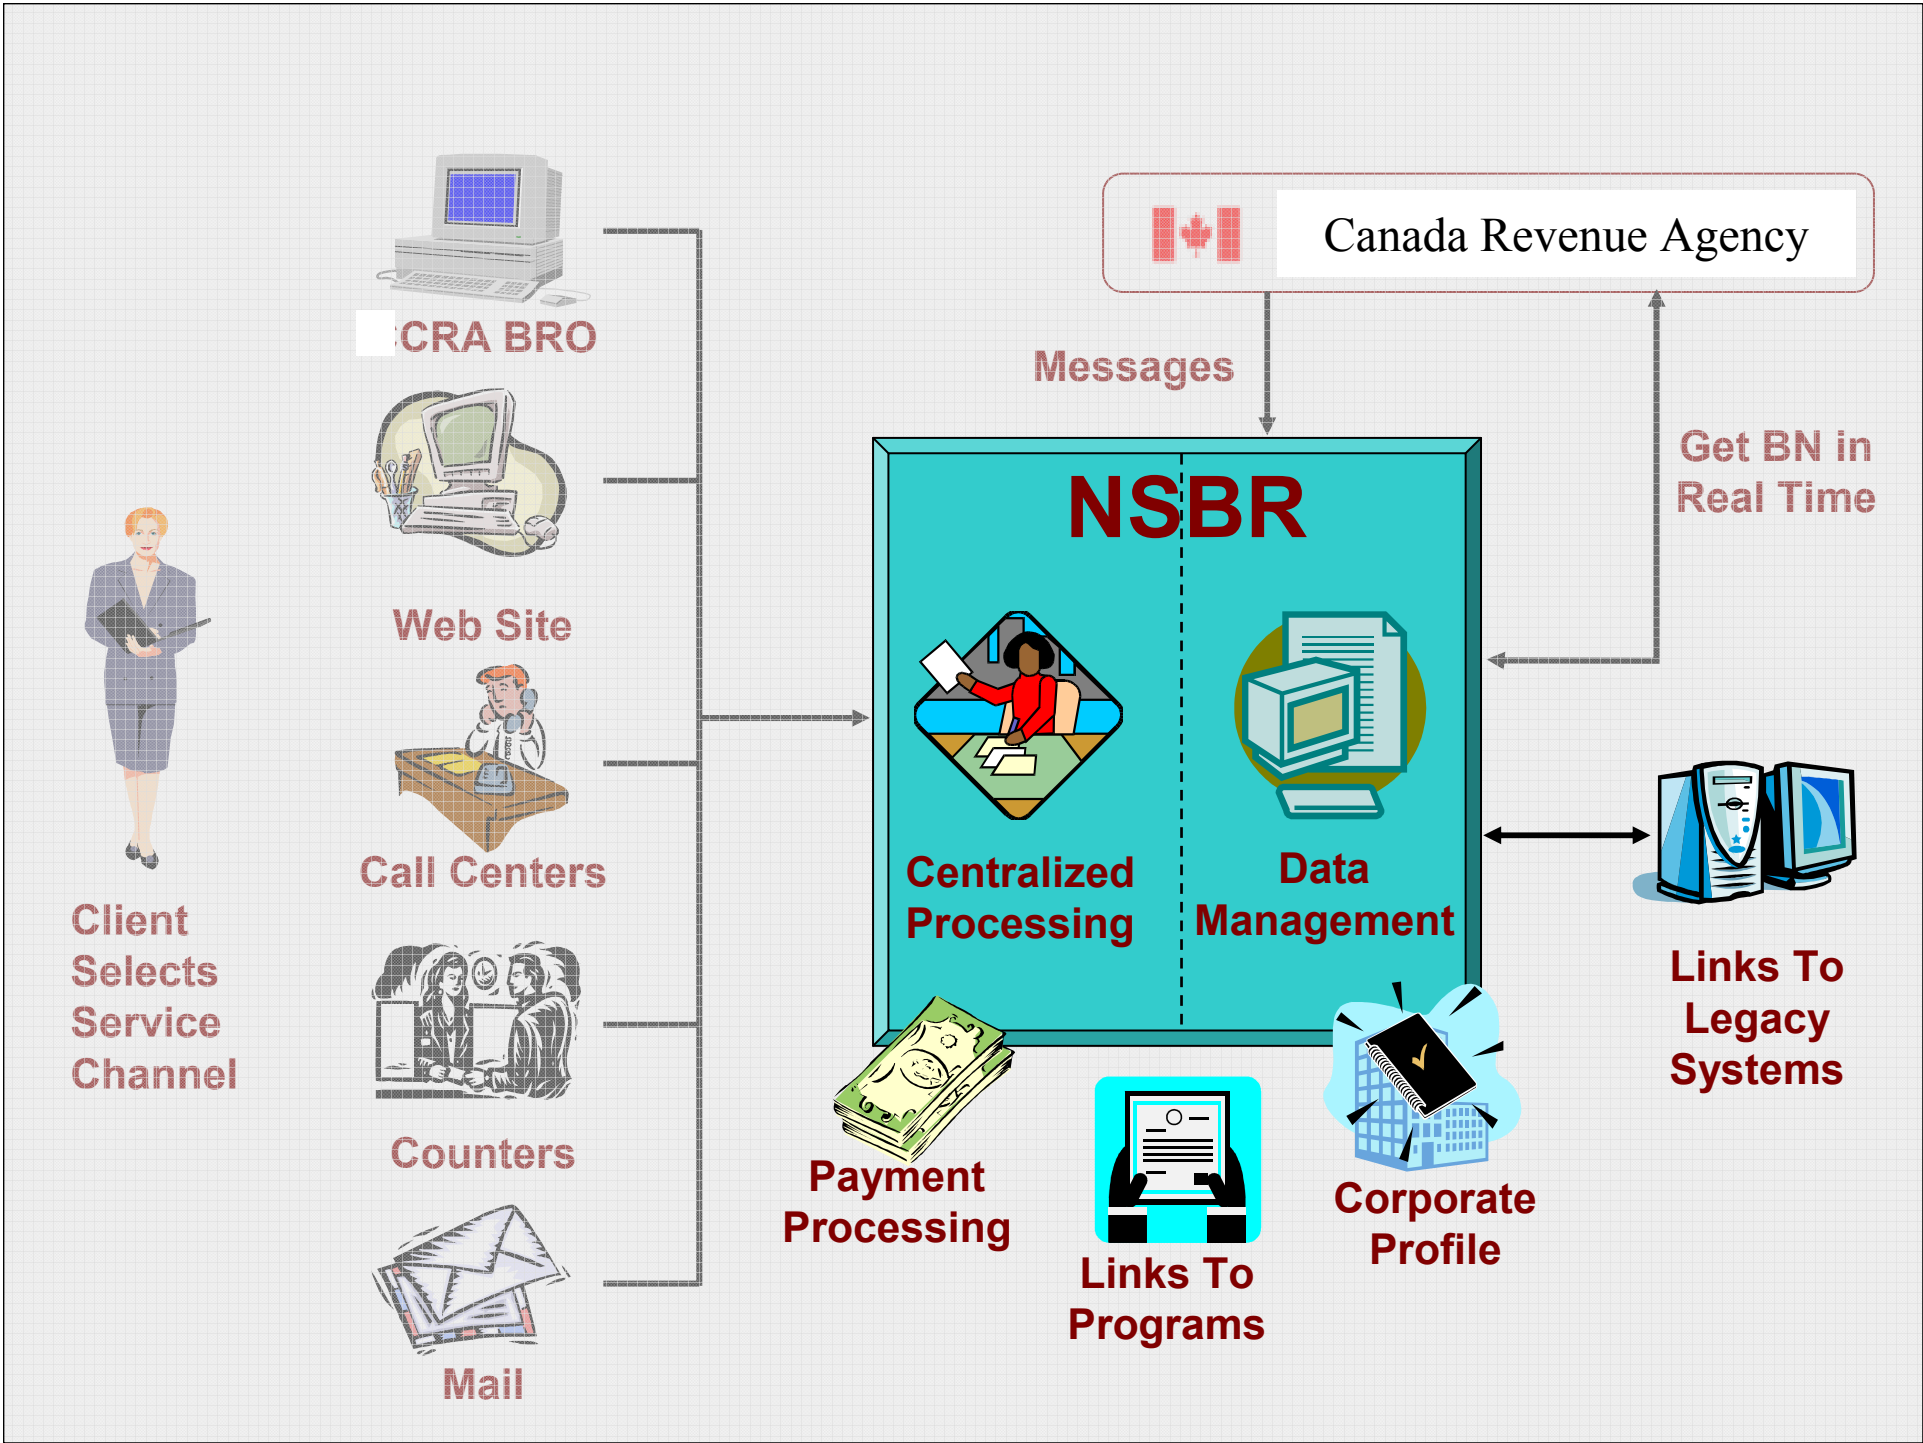 Canada Revenue Agency
CRA BRO
Messages
Get BN in
Real Time
NSBR
Web Site
Call Centers
Centralized
Processing
Data
Management
Client
Selects
Service
Channel
Links To
Legacy
Systems
Counters
Payment
Processing
Corporate
Profile
Links To
Programs
Mail